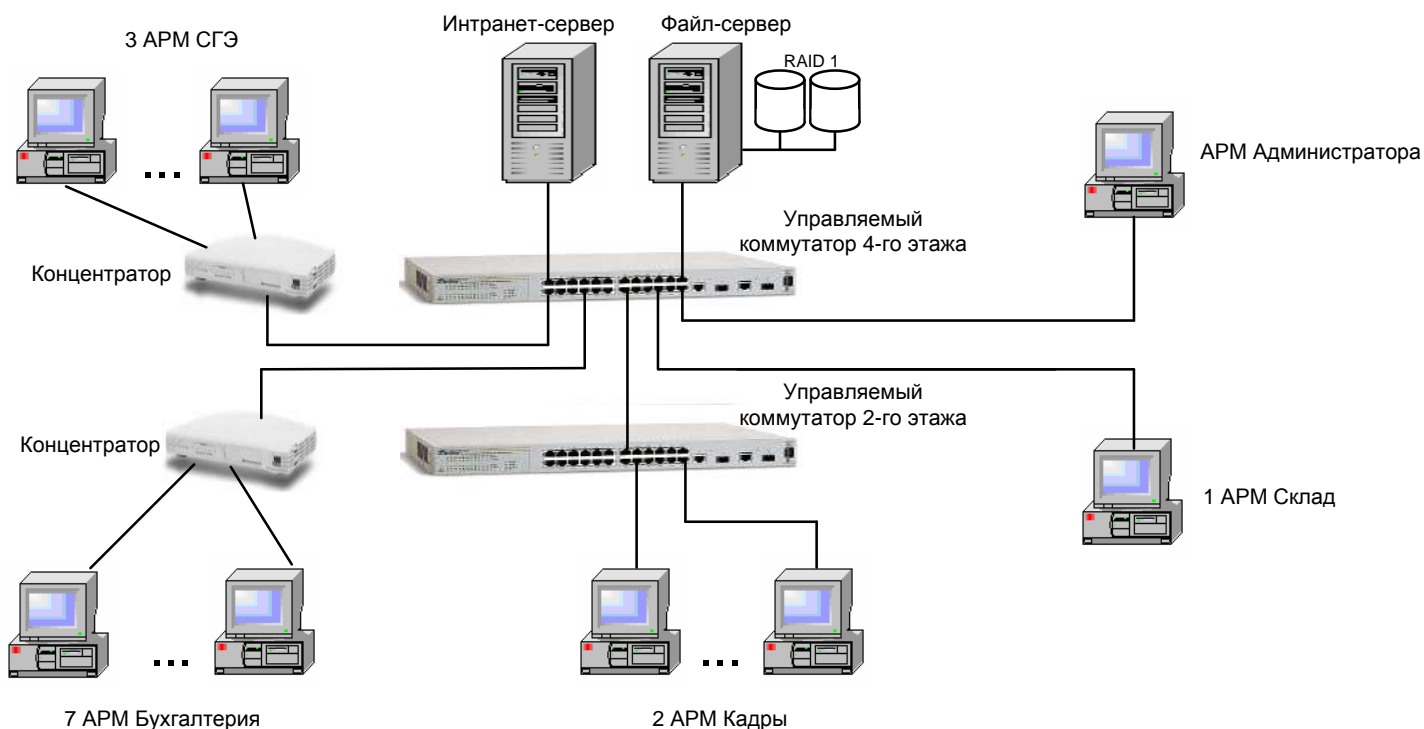 3 АРМ СГЭ
Интранет-сервер
Файл-сервер
RAID 1
АРМ Администратора
Управляемый
коммутатор 4-го этажа
Концентратор
Управляемый
коммутатор 2-го этажа
Концентратор
1 АРМ Склад
7 АРМ Бухгалтерия
2 АРМ Кадры